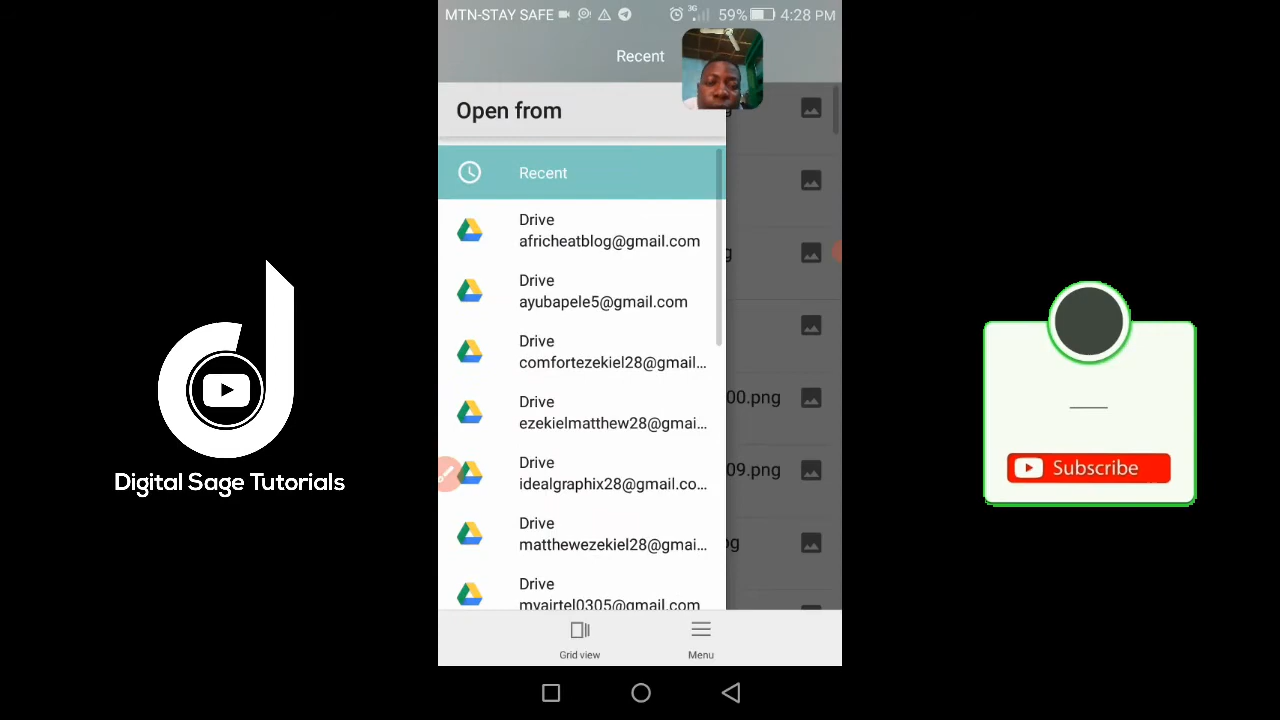 MTN-STAY SAFE
3G
59%
4:28 PM
Recent
Open from
Recent
Drive
africheatblog@gmail.com
Drive
ayubapele5@gmail.com
Drive
comfortezekiel28@gmail...
Drive
ezekielmatthew28@gmai...
Drive
idealgraphix28@gmail.co...
Drive
matthewezekiel28@gmai...
Drive
myairtel0305@gmail.com
00.png
09.png
Grid view
Menu
Digital Sage Tutorials
Subscribe